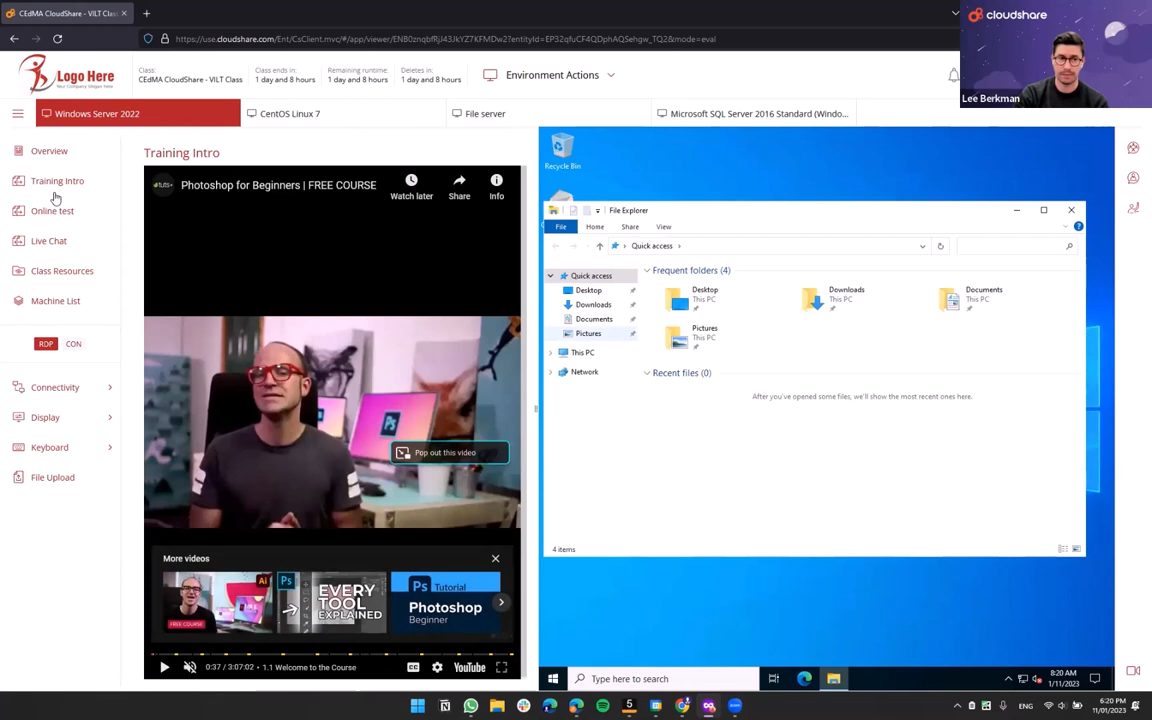 CEdMA CloudShare - VILT Clas
https://use.cloudshare.com/Ent/CsClient.mvc/#/app/viewer/EN80znqbfRjJ43JkYZ7KFMDw2?entityId=EP32qfuCF4QDphAQSehgw_TQ2&mode=eval
cloudshare
Lee Berkman
Logo Here
Class:
CEdMA CloudShare - VILT Class
Class ends in:
1 day and 8 hours
Remaining runtime:
1 day and 8 hours
Deletes in:
1 day and 8 hours
Environment Actions
Windows Server 2022
CentOS Linux 7
File server
Microsoft SQL Server 2016 Standard (Windo...
Overview
Training Intro
Online test
Live Chat
Class Resources
Machine List
RDP CON
Connectivity
Display
Keyboard
File Upload
Training Intro
tuts+
Photoshop for Beginners | FREE COURSE
Watch later
Share
Info
Pop out this video
More videos
FREE COURSE
Ai
Ps
EVERY
TOOL
EXPLAINED
Ps Tutorial
Photoshop
Beginner
0:37 / 3:07:02 • 1.1 Welcome to the Course
CC
YouTube
Recycle Bin
File Explorer
File
Home
Share
View
Quick access
Quick access
Desktop
Downloads
Documents
Pictures
This PC
Network
Frequent folders (4)
Desktop
This PC
Downloads
This PC
Documents
This PC
Pictures
This PC
Recent files (0)
After you've opened some files, we'll show the most recent ones here.
4 items
Type here to search
8:20 AM
1/11/2023
ENG
6:20 PM
11/01/2023